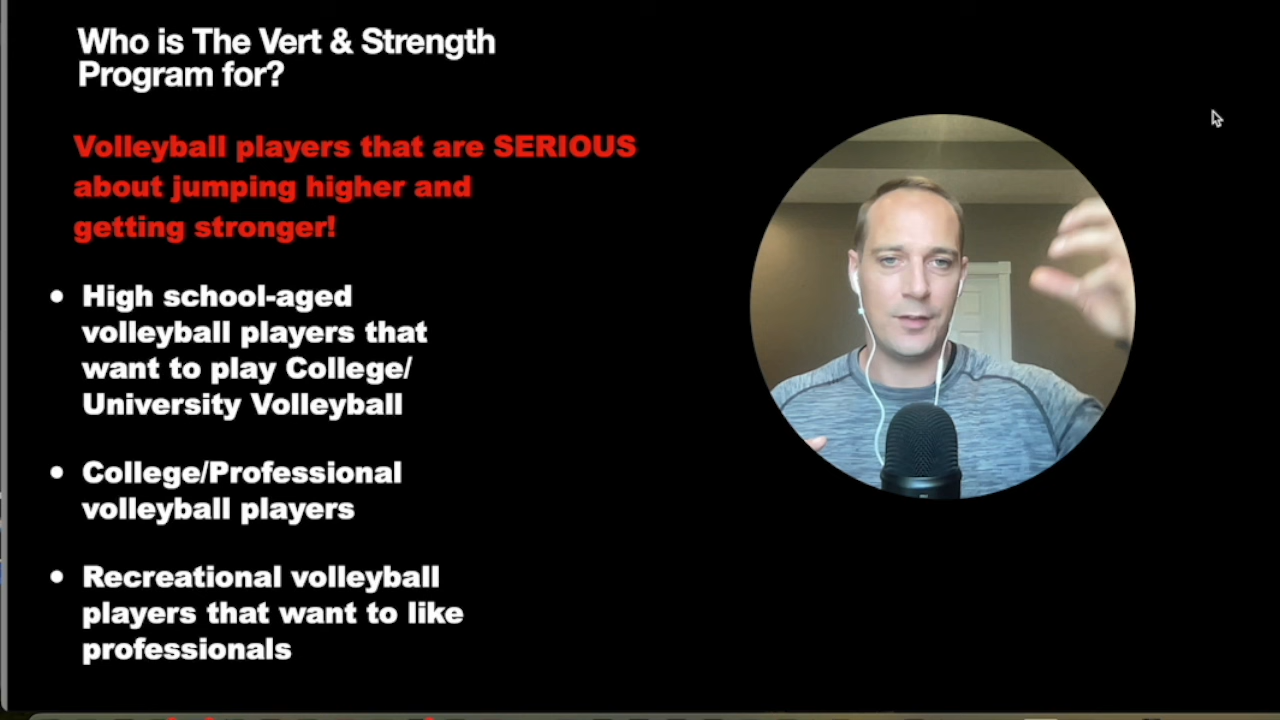 Who is The Vert & Strength
Program for?
Volleyball players that are SERIOUS
about jumping higher and
getting stronger!
• High school-aged
volleyball players that
want to play College/
University Volleyball
• College/Professional
volleyball players
• Recreational volleyball
players that want to like
professionals